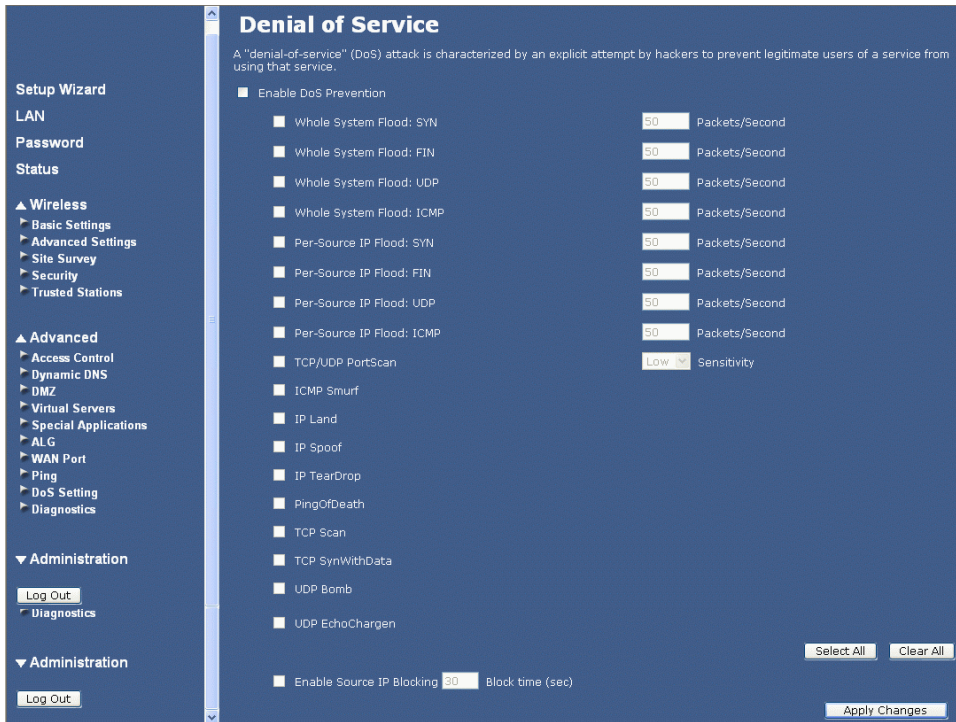 Setup Wizard
LAN
Password
Status
Wireless
Basic Settings
Advanced Settings
Site Survey
Security
Trusted Stations
Advanced
Access Control
Dynamic DNS
DMZ
Virtual Servers
Special Applications
ALG
WAN Port
Ping
DoS Setting
Diagnostics
Administration
Log Out
Diagnostics
Administration
Log Out
Denial of Service
A "denial-of-service" (DoS) attack is characterized by an explicit attempt by hackers to prevent legitimate users of a service from
using that service.
Enable DoS Prevention
Whole System Flood: SYN 50 Packets/Second
Whole System Flood: FIN 50 Packets/Second
Whole System Flood: UDP 50 Packets/Second
Whole System Flood: ICMP 50 Packets/Second
Per-Source IP Flood: SYN 50 Packets/Second
Per-Source IP Flood: FIN 50 Packets/Second
Per-Source IP Flood: UDP 50 Packets/Second
Per-Source IP Flood: ICMP 50 Packets/Second
TCP/UDP PortScan Low Sensitivity
ICMP Smurf
IP Land
IP Spoof
IP TearDrop
PingOfDeath
TCP Scan
TCP SynWithData
UDP Bomb
UDP EchoChargen
Select All Clear All
Enable Source IP Blocking 30 Block time (sec)
Apply Changes